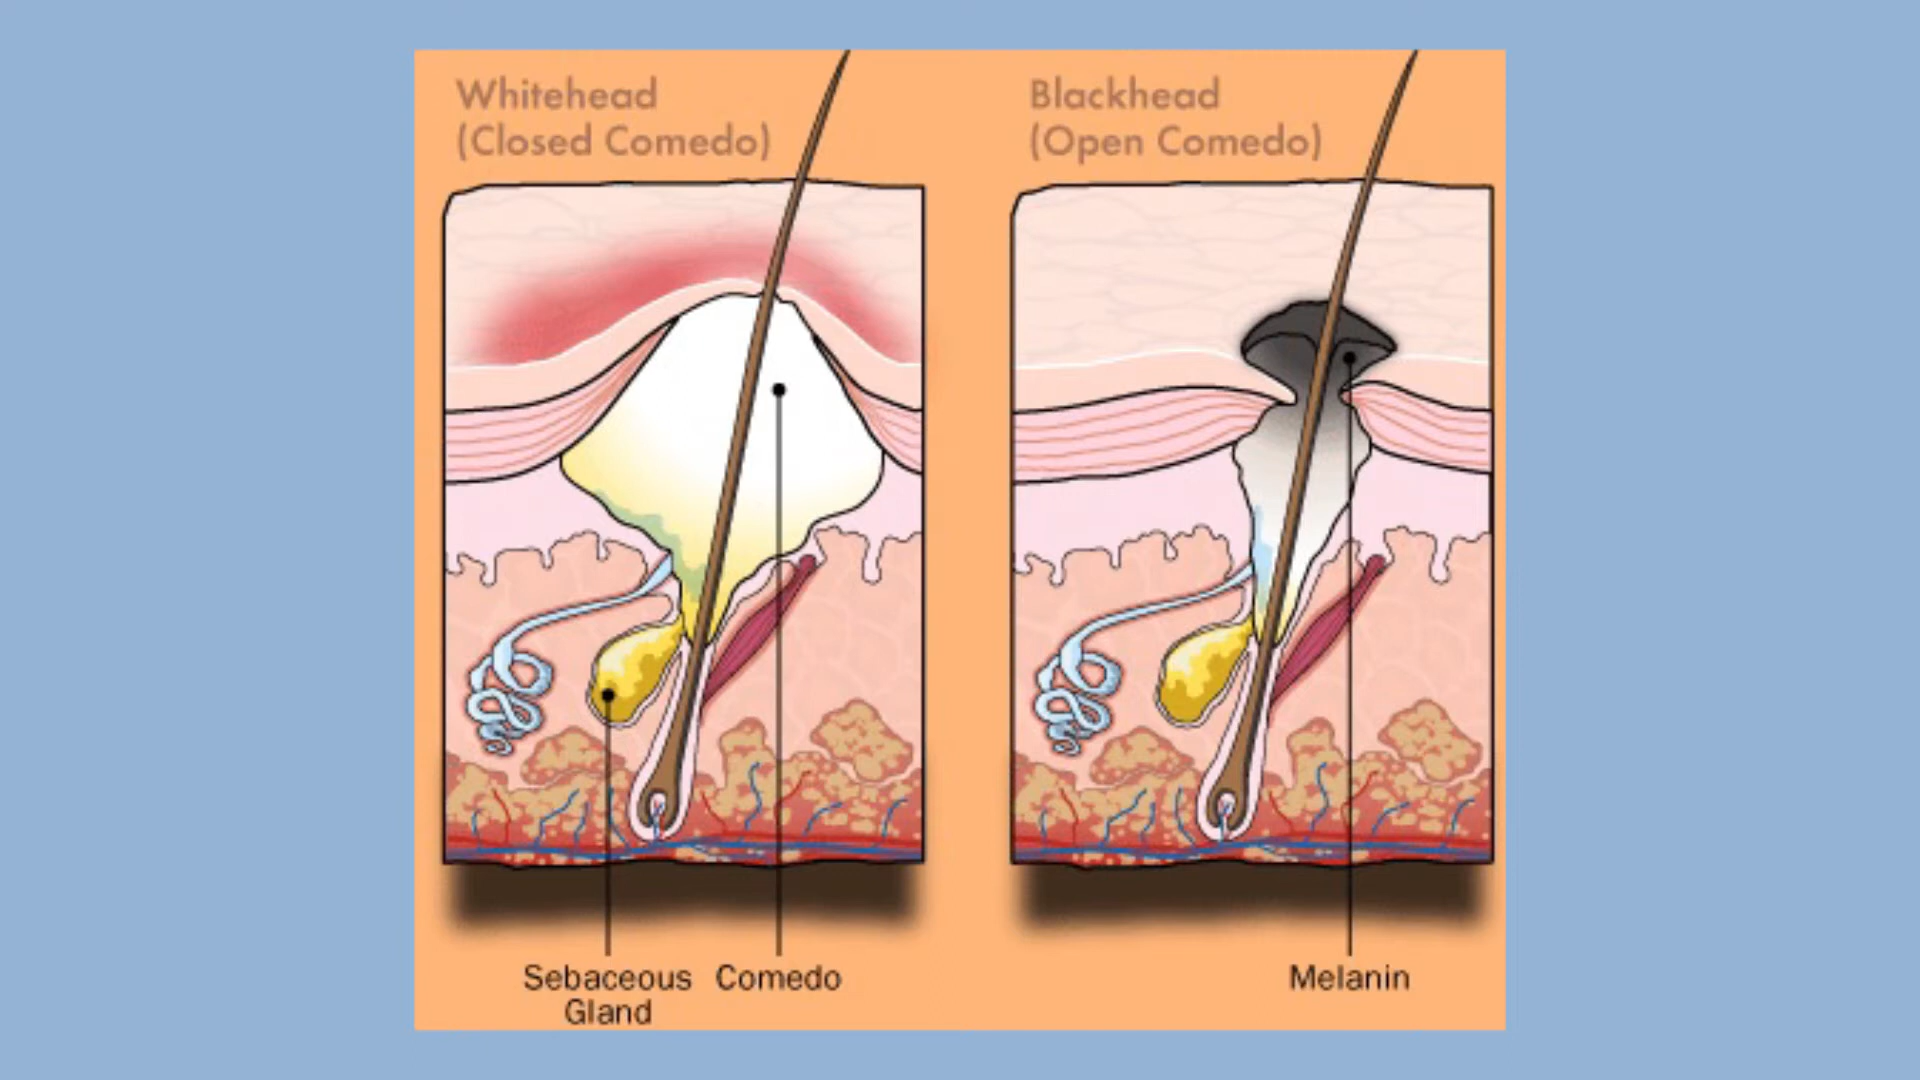 Whitehead
(Closed Comedo)
Blackhead
(Open Comedo)
Sebaceous
Gland
Comedo
Melanin